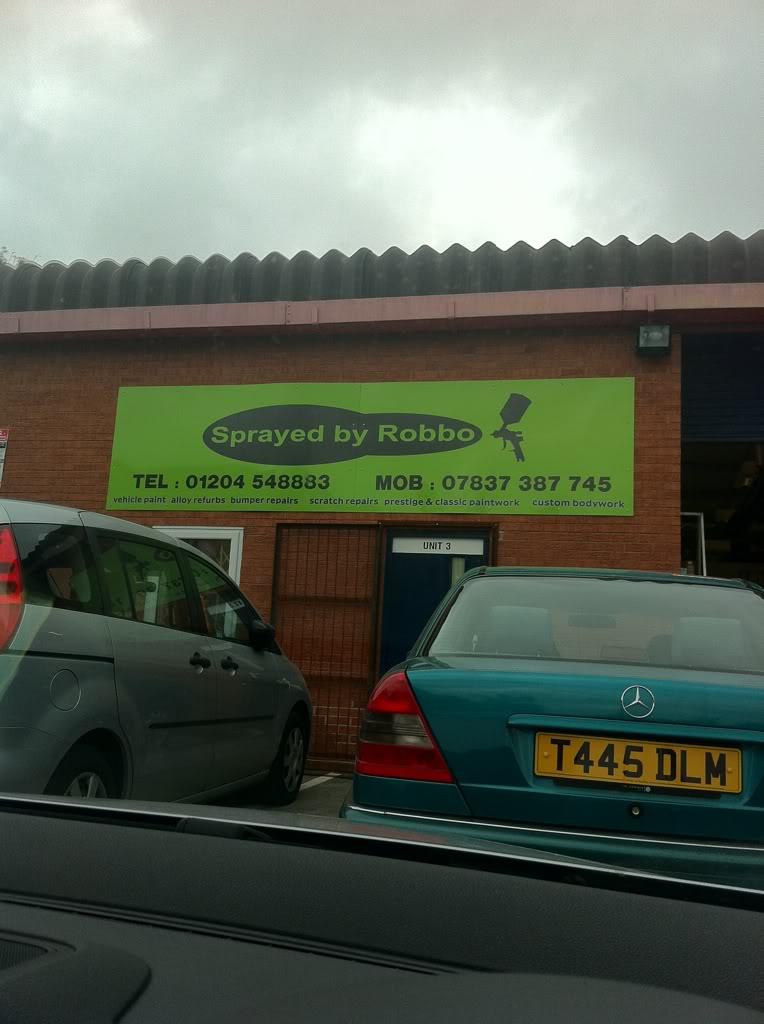 Sprayed by Robbo
TEL : 01204 548883 MOB : 07837 387 745
vehicle paint alloy refurbs bumper repairs scratch repairs prestige & classic paintwork custom bodywork
UNIT 3
T445 DLM